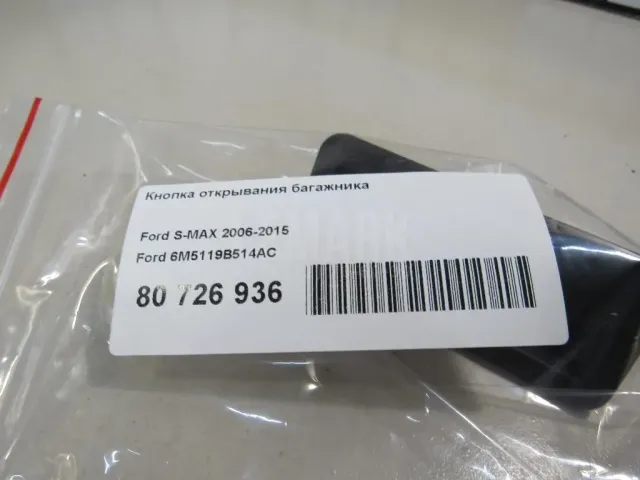 Кнопка открывания багажника
Ford S-MAX 2006-2015
Ford 6M5119B514AC
80 726 936